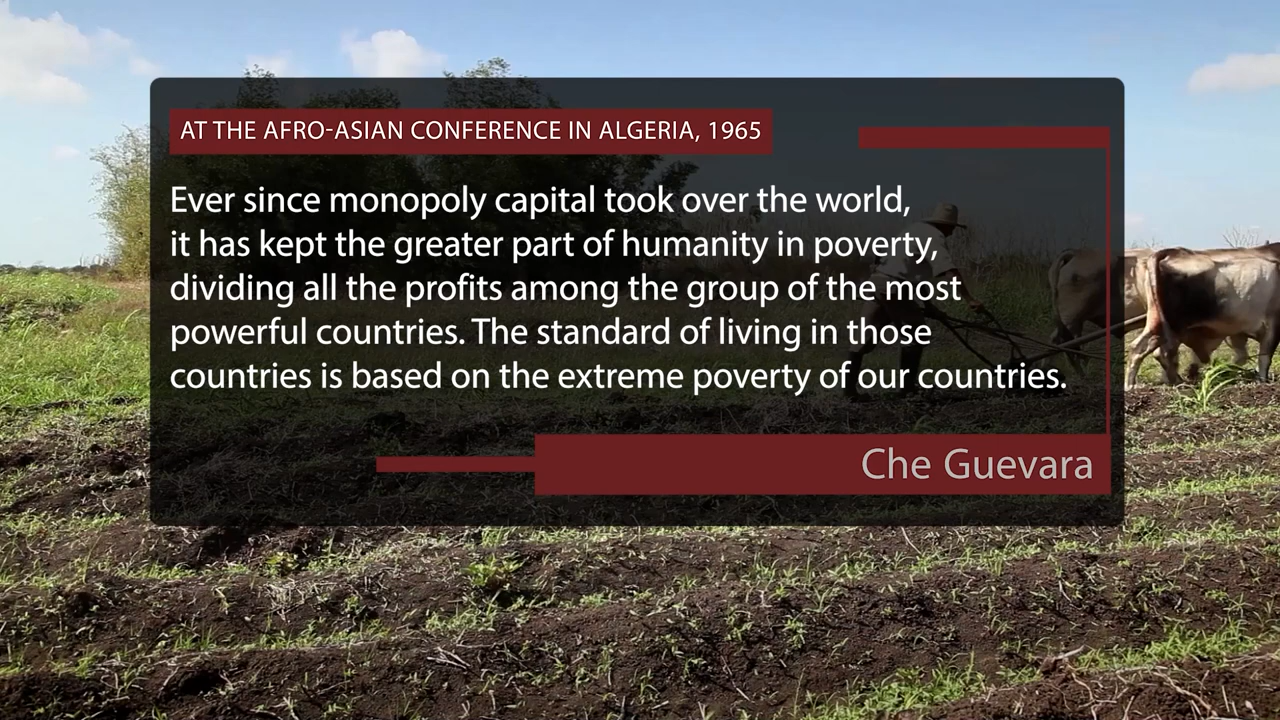 AT THE AFRO-ASIAN CONFERENCE IN ALGERIA, 1965
Ever since monopoly capital took over the world,
it has kept the greater part of humanity in poverty,
dividing all the profits among the group of the most
powerful countries. The standard of living in those
countries is based on the extreme poverty of our countries.
Che Guevara